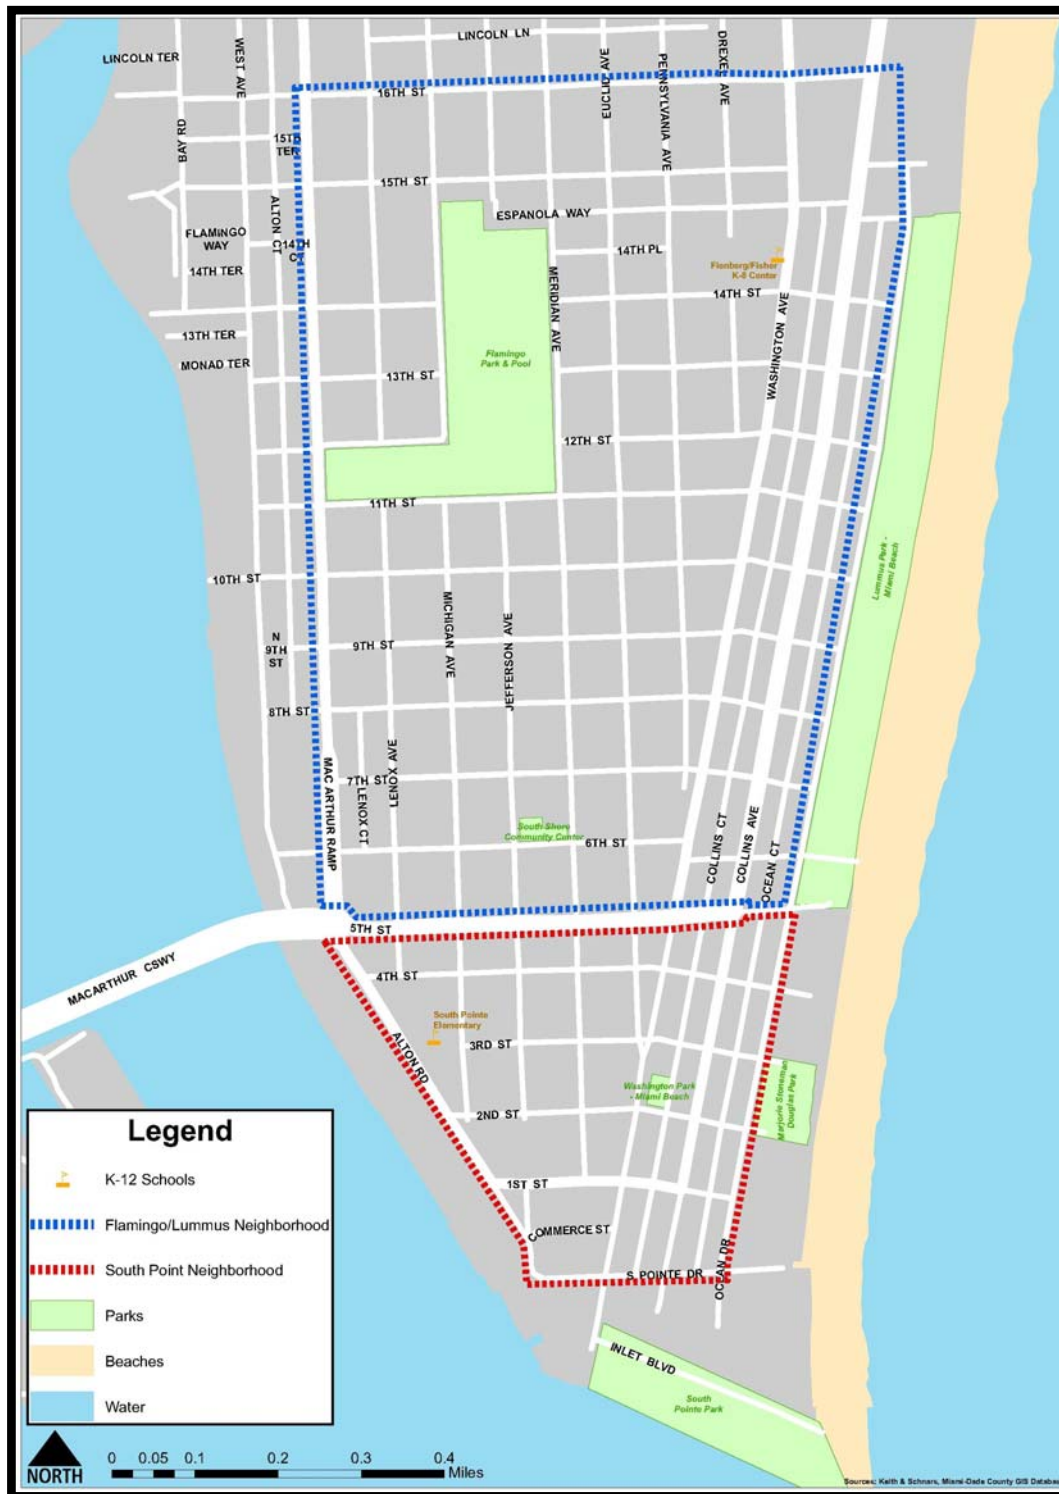 LINCOLN LN
LINCOLN TER
WEST AVE
EUCLID AVE
PENNSYLVANIA AVE
DREXEL AVE
16TH ST
BAY RD
15TH
TER
15TH ST
ALTON CT
ESPANOLA WAY
FLAMINGO
WAY
14TH
CT
14TH PL
14TH TER
Fienberg/Fisher
K-8 Center
MERIDIAN AVE
14TH ST
WASHINGTON AVE
13TH TER
MONAD TER
Flamingo
Park & Pool
13TH ST
12TH ST
11TH ST
Lummus Park -
Miami Beach
10TH ST
MICHIGAN AVE
JEFFERSON AVE
N
9TH
ST
9TH ST
8TH ST
MAC ARTHUR RAMP
LENOX AVE
7TH ST
LENOX CT
South Shore
Community Center
6TH ST
COLLINS CT
COLLINS AVE
OCEAN CT
5TH ST
MACARTHUR CSWY
4TH ST
South Pointe
Elementary
ALTON RD
3RD ST
Washington Park
- Miami Beach
Marjorie Stoneman
Douglas Park
2ND ST
1ST ST
COMMERCE ST
S. POINTE DR
OCEAN DR
INLET BLVD
South
Pointe Park
Legend
K-12 Schools
Flamingo/Lummus Neighborhood
South Point Neighborhood
Parks
Beaches
Water
NORTH
0 0.05 0.1 0.2 0.3 0.4
Miles
Sources: Keith & Schnars, Miami-Dade County GIS Databas